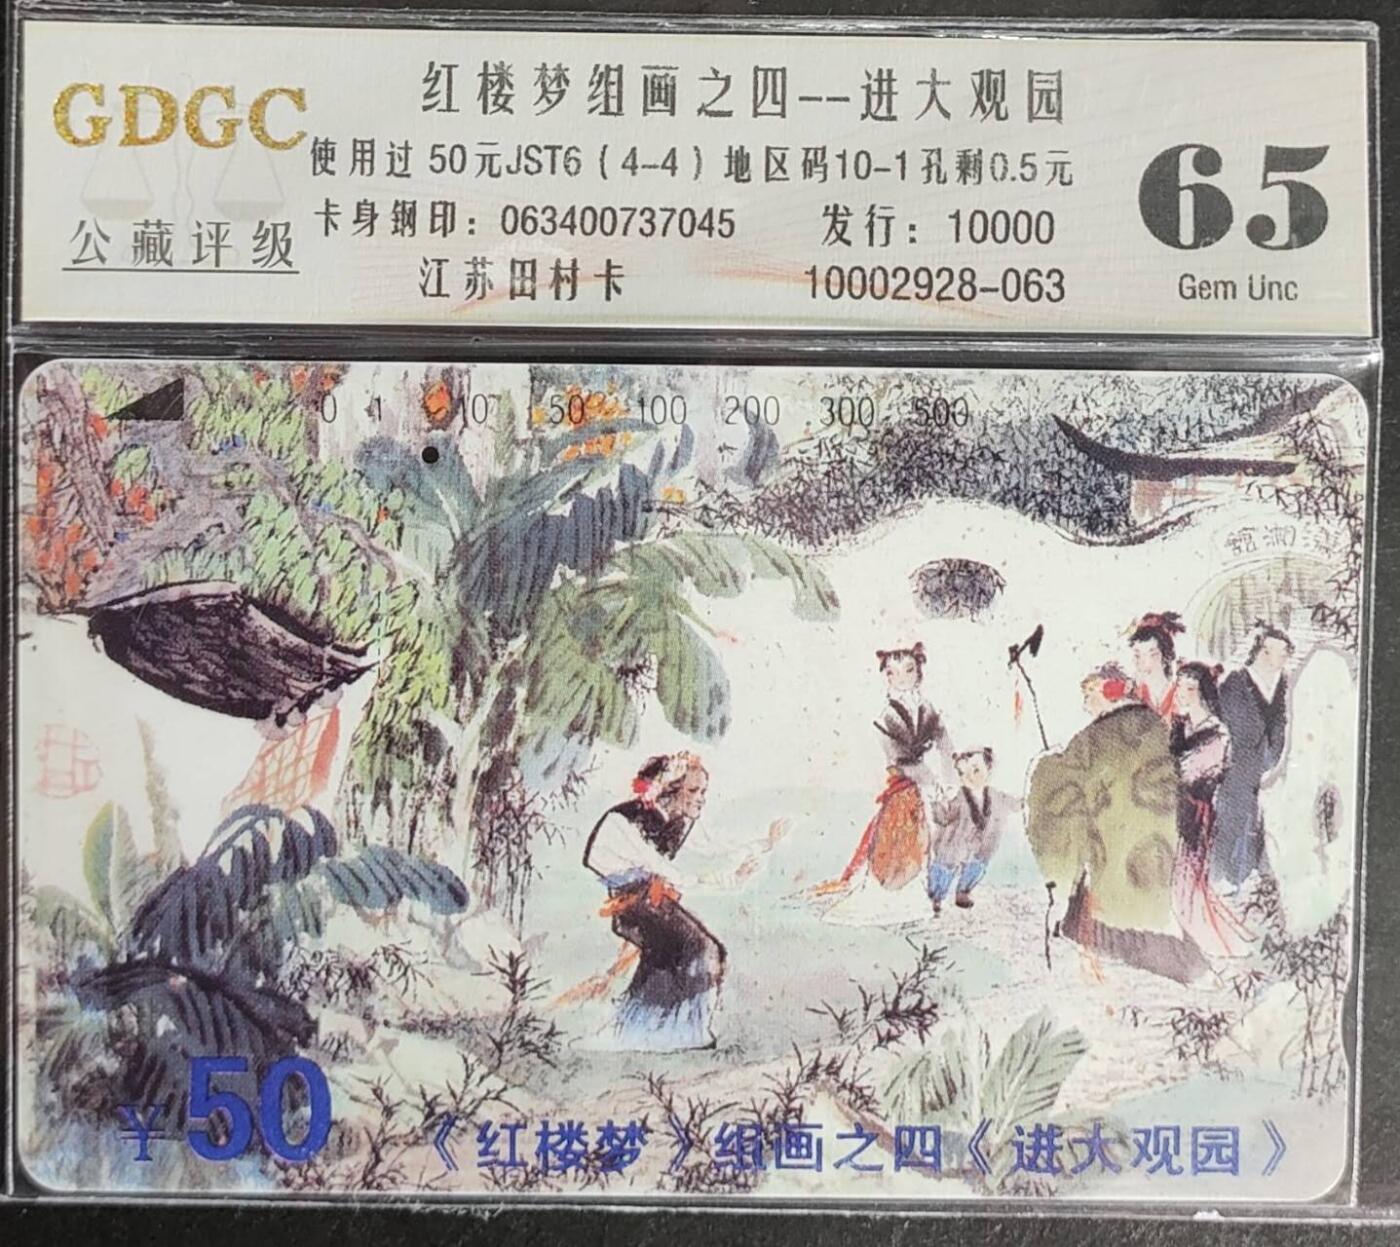 GDGC
公藏评级
红楼梦组画之四--进大观园
使用过 50元JST6（4-4）地区码10-1孔剩0.5元
卡身钢印：063400737045 发行：10000
江苏田村卡 10002928-063
65
Gem Unc
0 1 10 50 100 200 300 500
館湘瀟
¥50
《红楼梦》组画之四《进大观园》